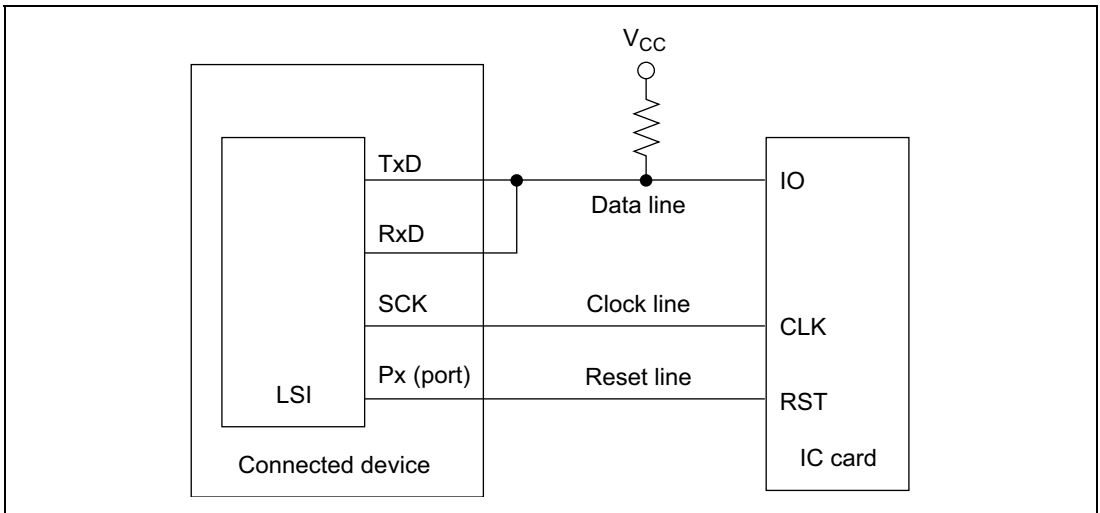 VCC
TxD
IO
Data line
RxD
SCK
Clock line
CLK
Px (port)
Reset line
RST
LSI
IC card
Connected device